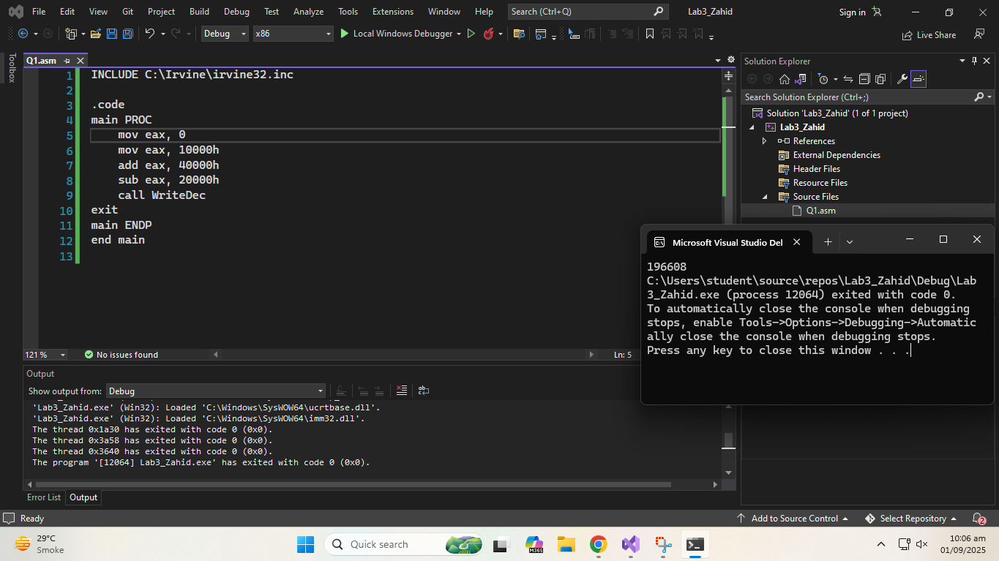 File Edit View Git Project Build Debug Test Analyze Tools Extensions Window Help Search (Ctrl+Q) Lab3_Zahid Sign in
Debug x86 Local Windows Debugger Live Share
Toolbox
Q1.asm
1 INCLUDE C:\Irvine\irvine32.inc
2
3 .code
4 main PROC
5 mov eax, 0
6 mov eax, 10000h
7 add eax, 40000h
8 sub eax, 20000h
9 call WriteDec
10 exit
11 main ENDP
12 end main
13
121 % No issues found Ln: 5
Solution Explorer
Search Solution Explorer (Ctrl+;)
Solution 'Lab3_Zahid' (1 of 1 project)
Lab3_Zahid
References
External Dependencies
Header Files
Resource Files
Source Files
Q1.asm
Microsoft Visual Studio Del
196608
C:\Users\student\source\repos\Lab3_Zahid\Debug\Lab
3_Zahid.exe (process 12064) exited with code 0.
To automatically close the console when debugging
stops, enable Tools->Options->Debugging->Automatic
ally close the console when debugging stops.
Press any key to close this window . . .
Output
Show output from: Debug
'Lab3_Zahid.exe' (Win32): Loaded 'C:\Windows\SysWOW64\ucrtbase.dll'.
'Lab3_Zahid.exe' (Win32): Loaded 'C:\Windows\SysWOW64\imm32.dll'.
The thread 0x1a30 has exited with code 0 (0x0).
The thread 0x3a58 has exited with code 0 (0x0).
The thread 0x3640 has exited with code 0 (0x0).
The program '[12064] Lab3_Zahid.exe' has exited with code 0 (0x0).
Error List Output
Ready Add to Source Control Select Repository 2
29°C
Smoke
Quick search
M365
10:06 am
01/09/2025